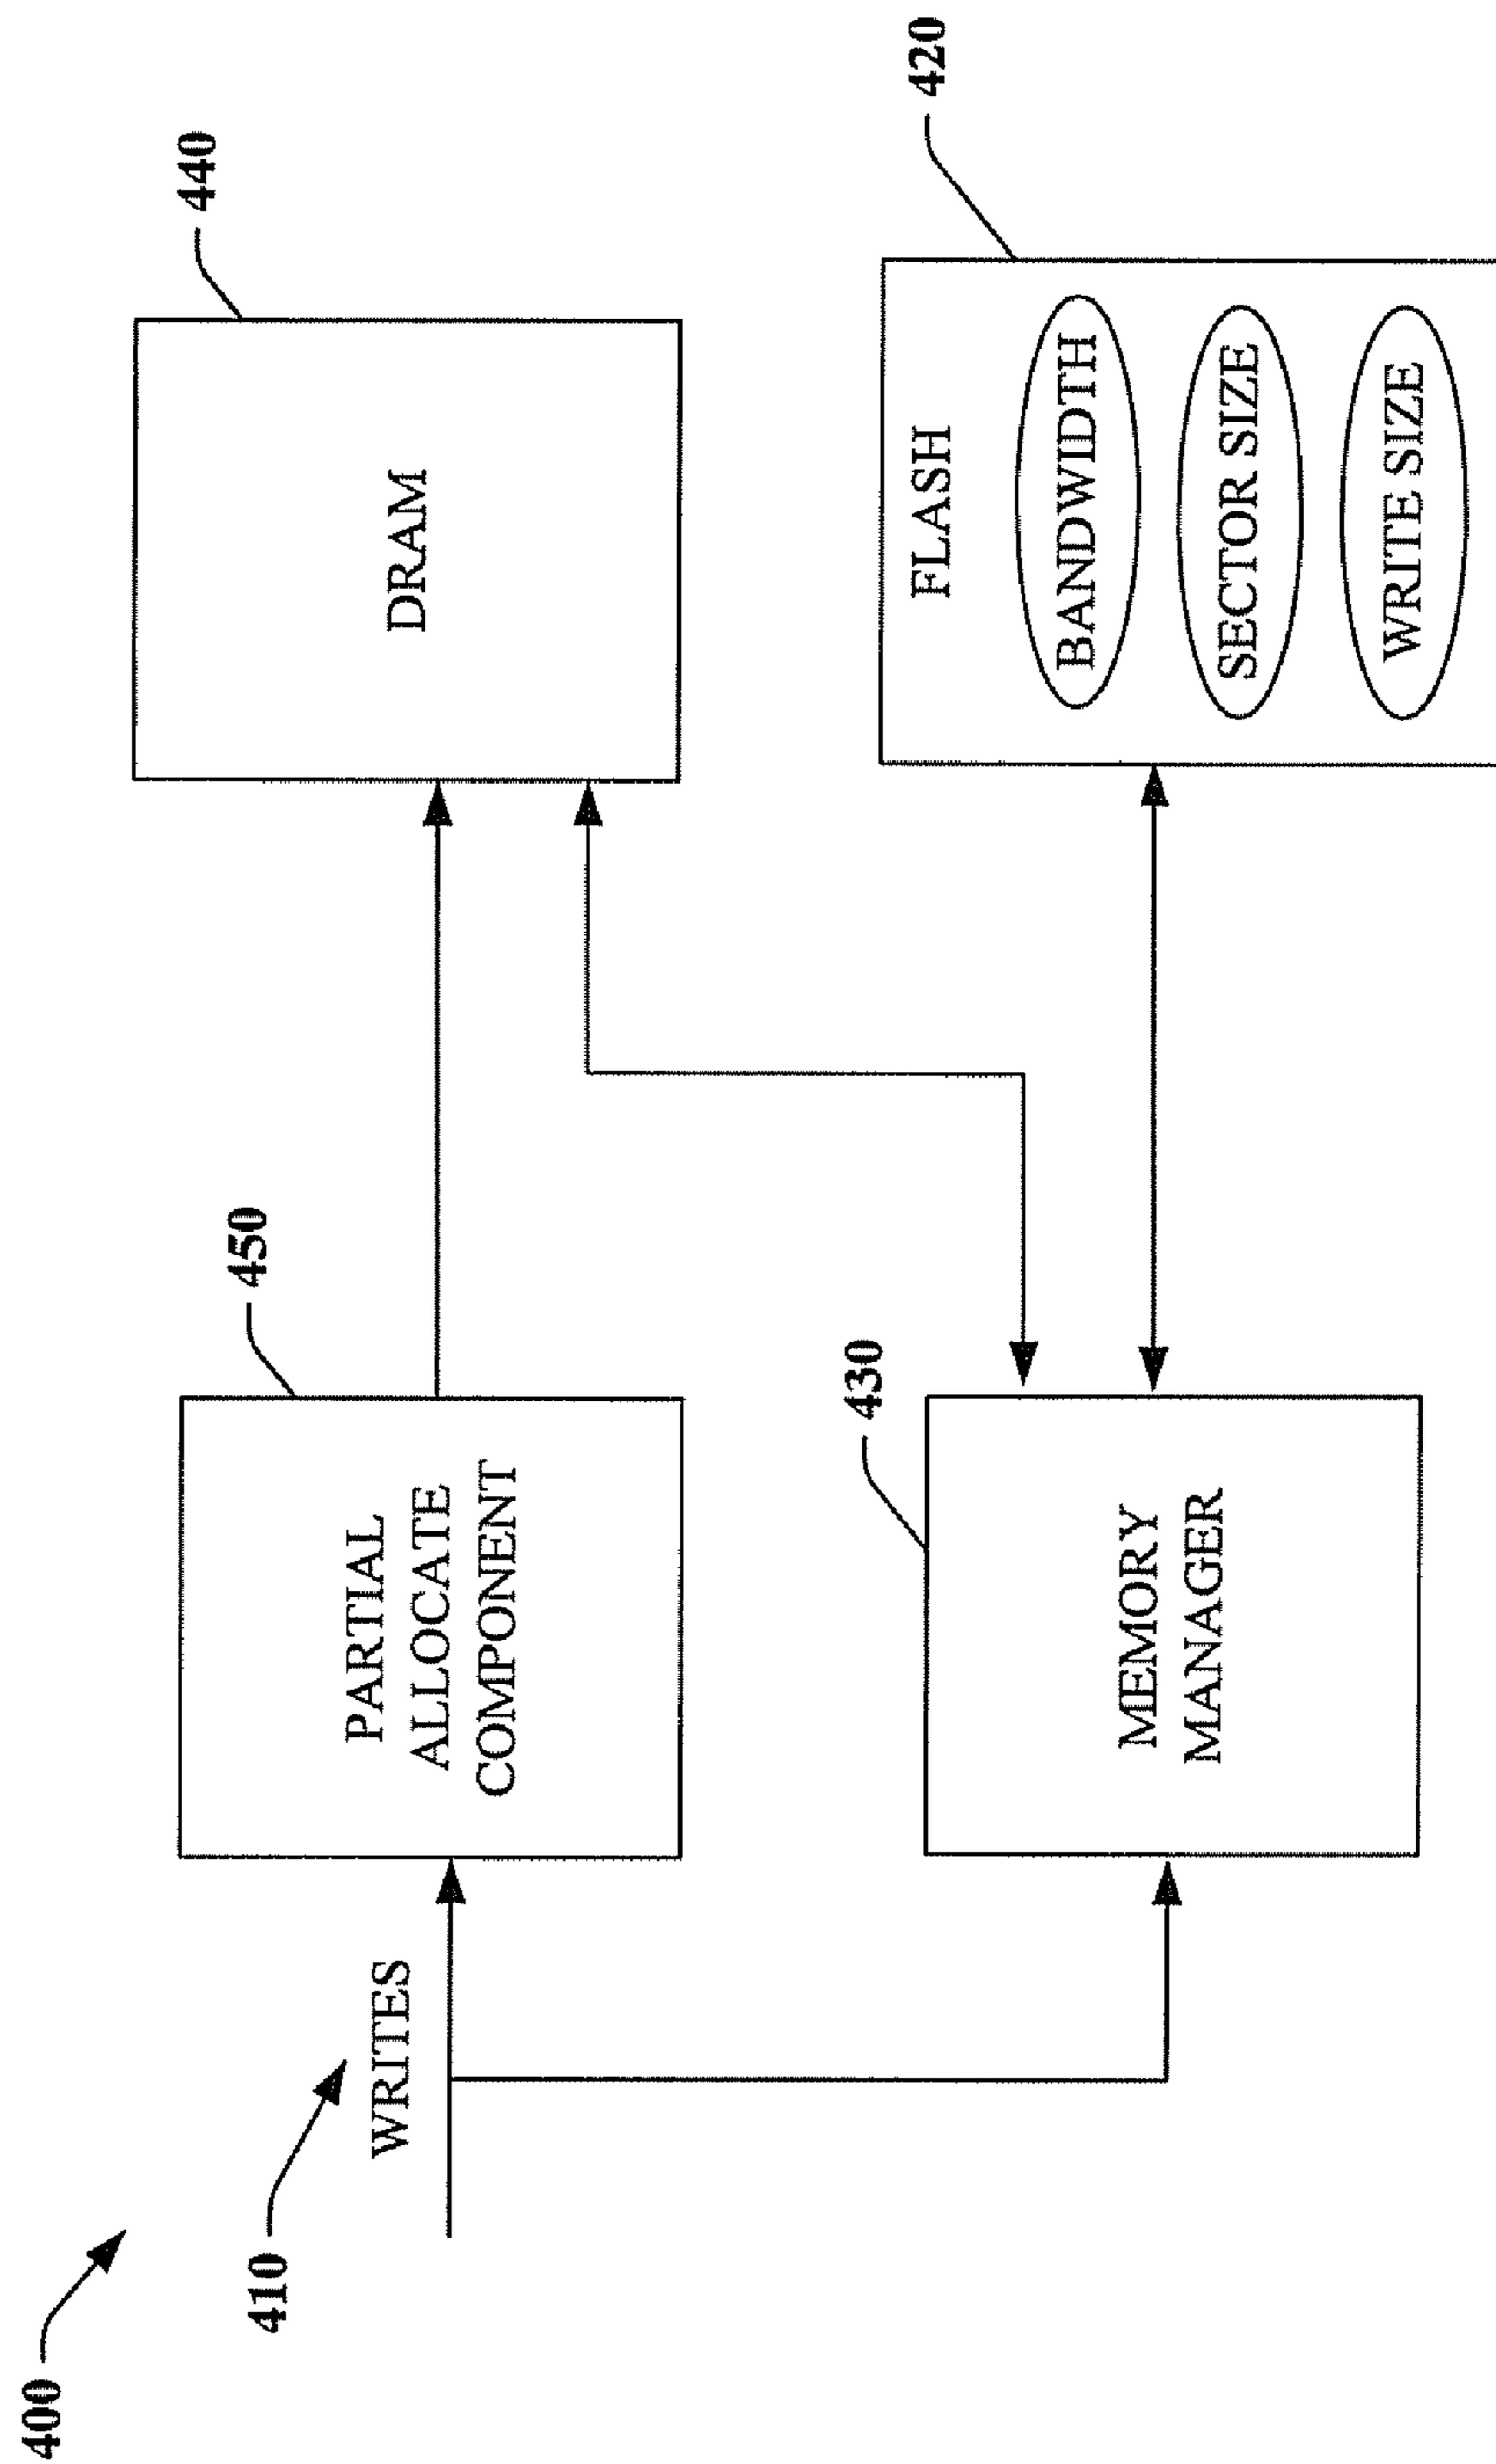 400
410
WRITES
450
PARTIAL
ALLOCATE
COMPONENT
440
DRAM
430
MEMORY
MANAGER
420
FLASH
BANDWIDTH
SECTOR SIZE
WRITE SIZE